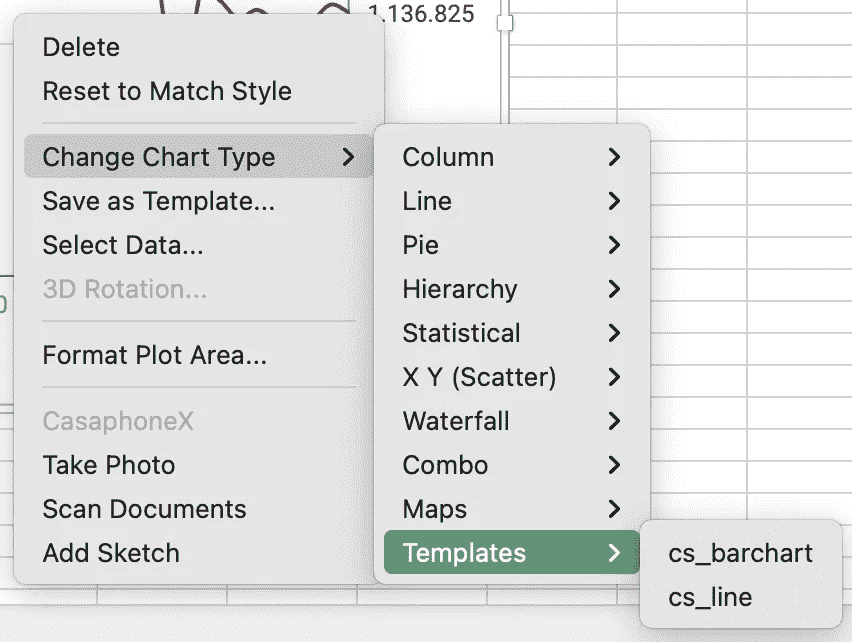 1.136.825
Delete
Reset to Match Style
Change Chart Type
Save as Template...
Select Data...
3D Rotation...
Format Plot Area...
CasaphoneX
Take Photo
Scan Documents
Add Sketch
Column
Line
Pie
Hierarchy
Statistical
X Y (Scatter)
Waterfall
Combo
Maps
Templates
cs_barchart
cs_line
0